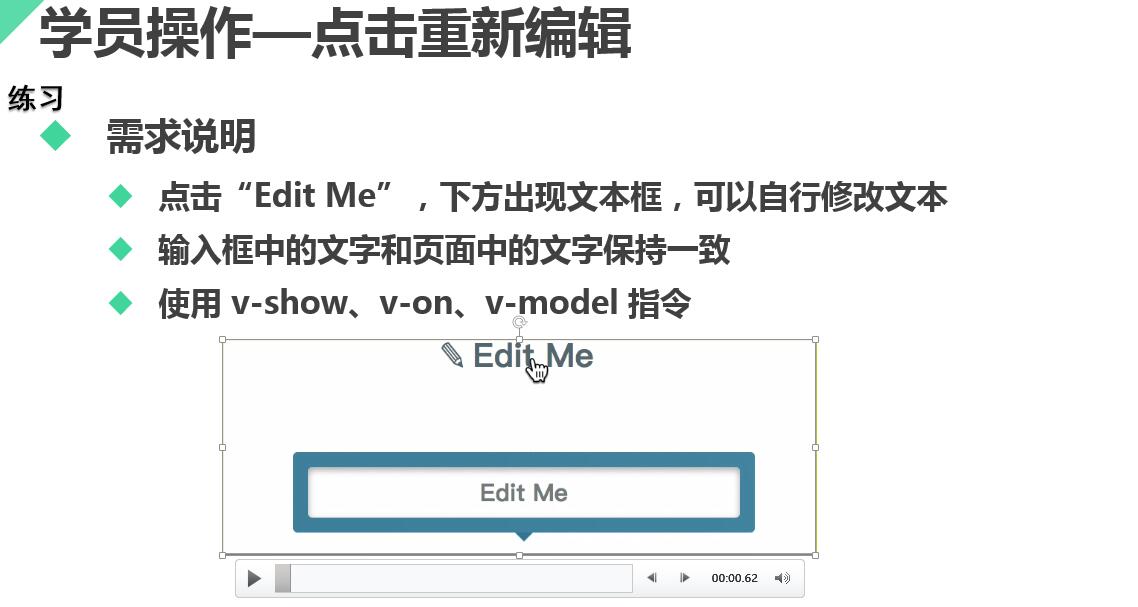 学员操作—点击重新编辑
练习
需求说明
点击“Edit Me”，下方出现文本框，可以自行修改文本
输入框中的文字和页面中的文字保持一致
使用 v-show、v-on、v-model 指令
Edit Me
Edit Me
00:00.62